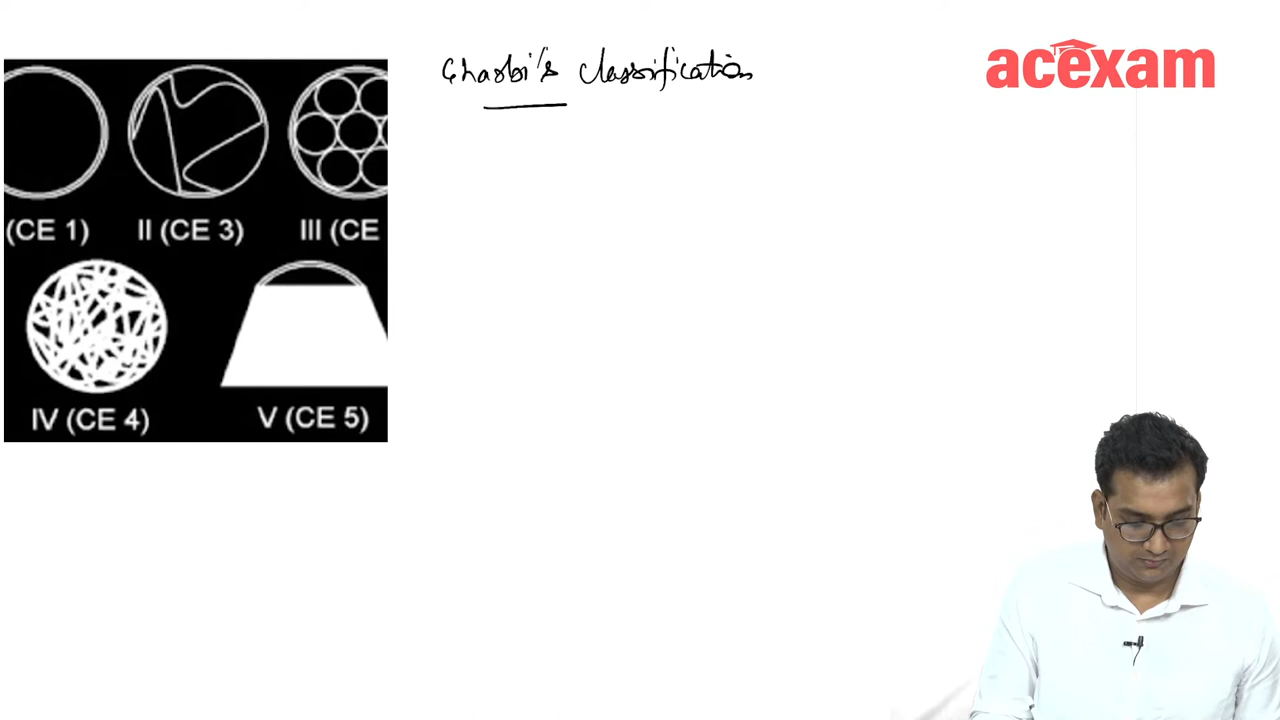 Gharbi's classification
acexam
(CE 1) II (CE 3) III (CE
IV (CE 4) V (CE 5)